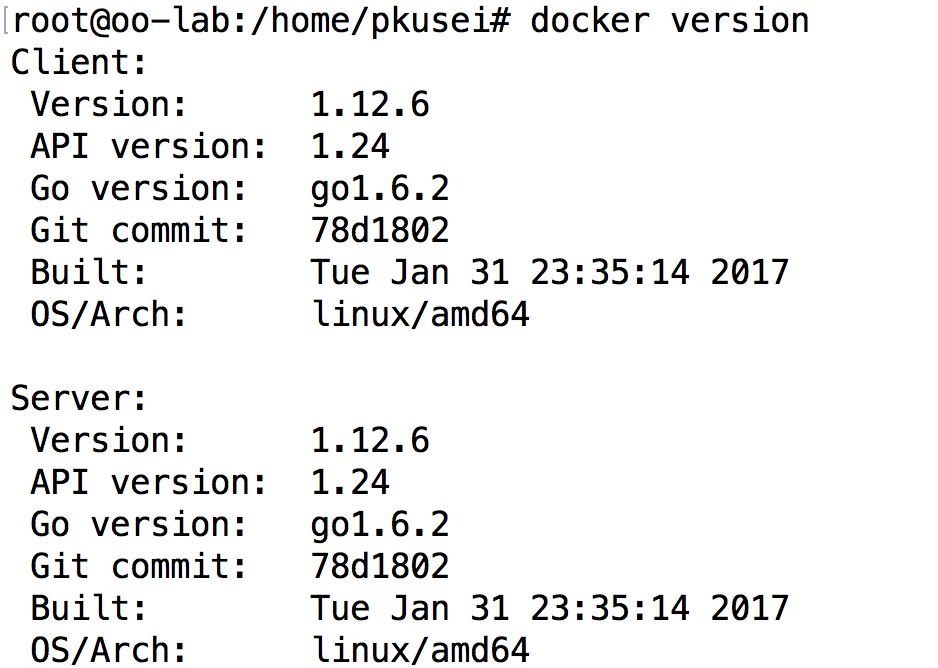 [root@oo-lab:/home/pkusei# docker version
Client:
 Version:      1.12.6
 API version:  1.24
 Go version:   go1.6.2
 Git commit:   78d1802
 Built:        Tue Jan 31 23:35:14 2017
 OS/Arch:      linux/amd64

Server:
 Version:      1.12.6
 API version:  1.24
 Go version:   go1.6.2
 Git commit:   78d1802
 Built:        Tue Jan 31 23:35:14 2017
 OS/Arch:      linux/amd64